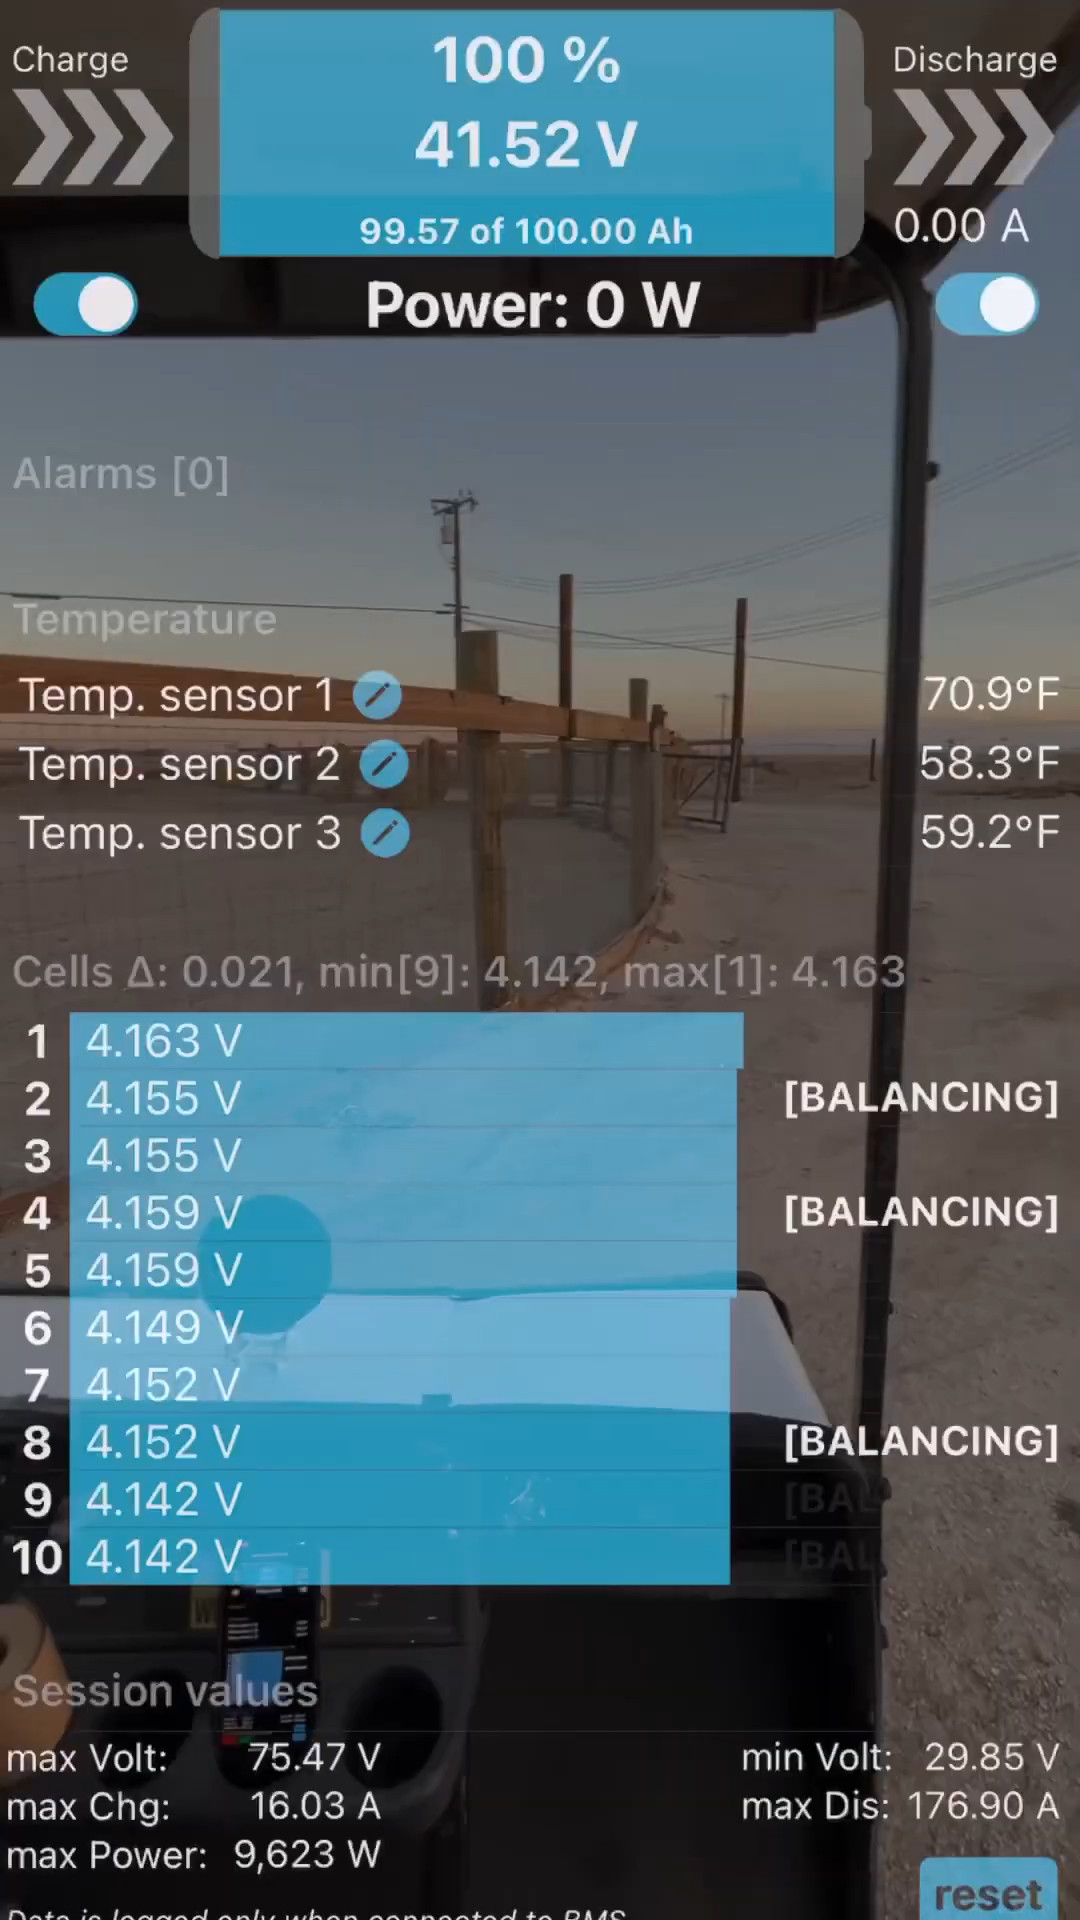 Charge
100 %
Discharge
41.52 V
99.57 of 100.00 Ah
0.00 A
Power: 0 W
Alarms [0]
Temperature
Temp. sensor 1 70.9°F
Temp. sensor 2 58.3°F
Temp. sensor 3 59.2°F
Cells Δ: 0.021, min[9]: 4.142, max[1]: 4.163
1 4.163 V
2 4.155 V [BALANCING]
3 4.155 V
4 4.159 V [BALANCING]
5 4.159 V
6 4.149 V
7 4.152 V
8 4.152 V [BALANCING]
9 4.142 V [BAL
10 4.142 V [BAL
Session values
max Volt: 75.47 V min Volt: 29.85 V
max Chg: 16.03 A max Dis: 176.90 A
max Power: 9,623 W
reset
Data is logged only when connected to BMS